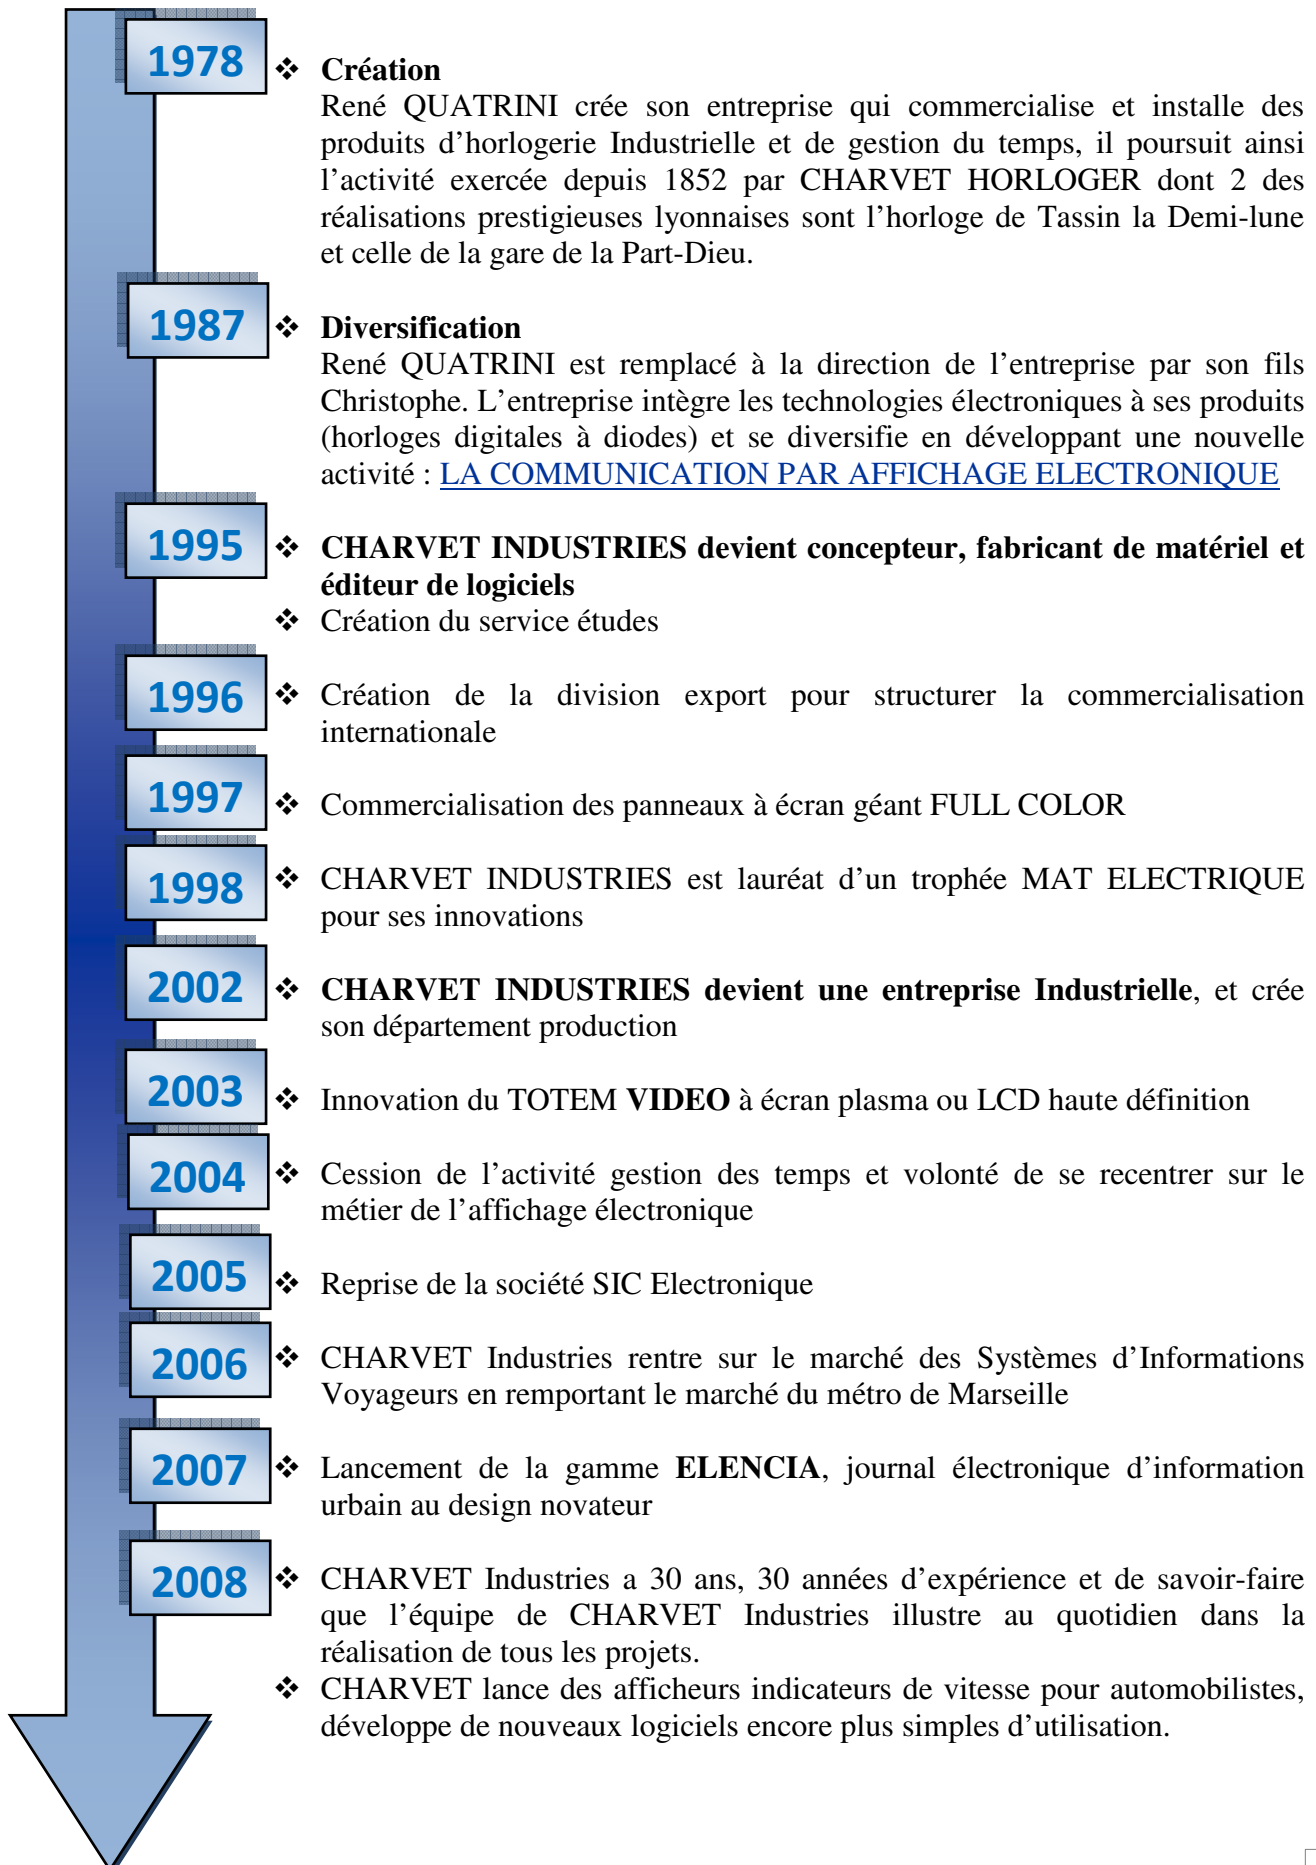 1978
❖ Création
René QUATRINI crée son entreprise qui commercialise et installe des
produits d’horlogerie Industrielle et de gestion du temps, il poursuit ainsi
l’activité exercée depuis 1852 par CHARVET HORLOGER dont 2 des
réalisations prestigieuses lyonnaises sont l’horloge de Tassin la Demi-lune
et celle de la gare de la Part-Dieu.
1987
❖ Diversification
René QUATRINI est remplacé à la direction de l’entreprise par son fils
Christophe. L’entreprise intègre les technologies électroniques à ses produits
(horloges digitales à diodes) et se diversifie en développant une nouvelle
activité : LA COMMUNICATION PAR AFFICHAGE ELECTRONIQUE
1995
❖ CHARVET INDUSTRIES devient concepteur, fabricant de matériel et
éditeur de logiciels
❖ Création du service études
1996
❖ Création de la division export pour structurer la commercialisation
internationale
1997
❖ Commercialisation des panneaux à écran géant FULL COLOR
1998
❖ CHARVET INDUSTRIES est lauréat d’un trophée MAT ELECTRIQUE
pour ses innovations
2002
❖ CHARVET INDUSTRIES devient une entreprise Industrielle, et crée
son département production
2003
❖ Innovation du TOTEM VIDEO à écran plasma ou LCD haute définition
2004
❖ Cession de l’activité gestion des temps et volonté de se recentrer sur le
métier de l’affichage électronique
2005
❖ Reprise de la société SIC Electronique
2006
❖ CHARVET Industries rentre sur le marché des Systèmes d’Informations
Voyageurs en remportant le marché du métro de Marseille
2007
❖ Lancement de la gamme ELENCIA, journal électronique d’information
urbain au design novateur
2008
❖ CHARVET Industries a 30 ans, 30 années d’expérience et de savoir-faire
que l’équipe de CHARVET Industries illustre au quotidien dans la
réalisation de tous les projets.
❖ CHARVET lance des afficheurs indicateurs de vitesse pour automobilistes,
développe de nouveaux logiciels encore plus simples d’utilisation.